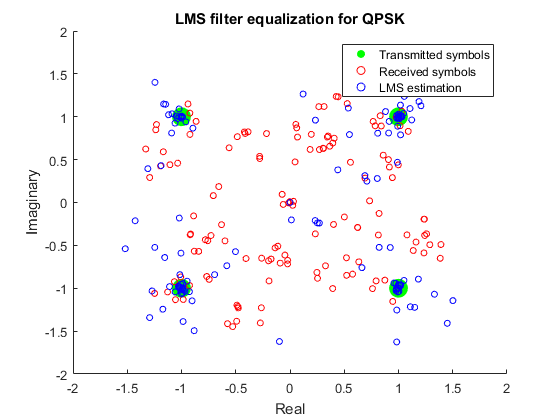 LMS filter equalization for QPSK
Transmitted symbols
Received symbols
LMS estimation
2
1.5
1
0.5
0
-0.5
-1
-1.5
-2
Imaginary
-2 -1.5 -1 -0.5 0 0.5 1 1.5 2
Real